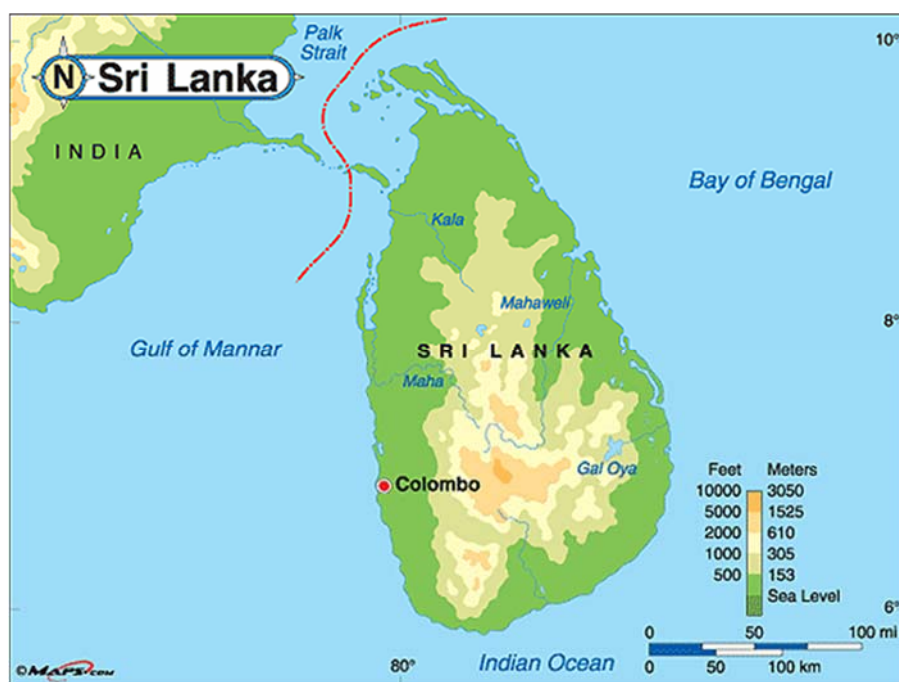 Palk
Strait
10°
N Sri Lanka
INDIA
Bay of Bengal
Kala
Mahaweli
8°
Gulf of Mannar
SRI LANKA
Maha
Gal Oya
Colombo
Feet Meters
10000 3050
5000 1525
2000 610
1000 305
500 153
Sea Level
6°
0 50 100 mi
0 50 100 km
80°
Indian Ocean
©MAPS.COM